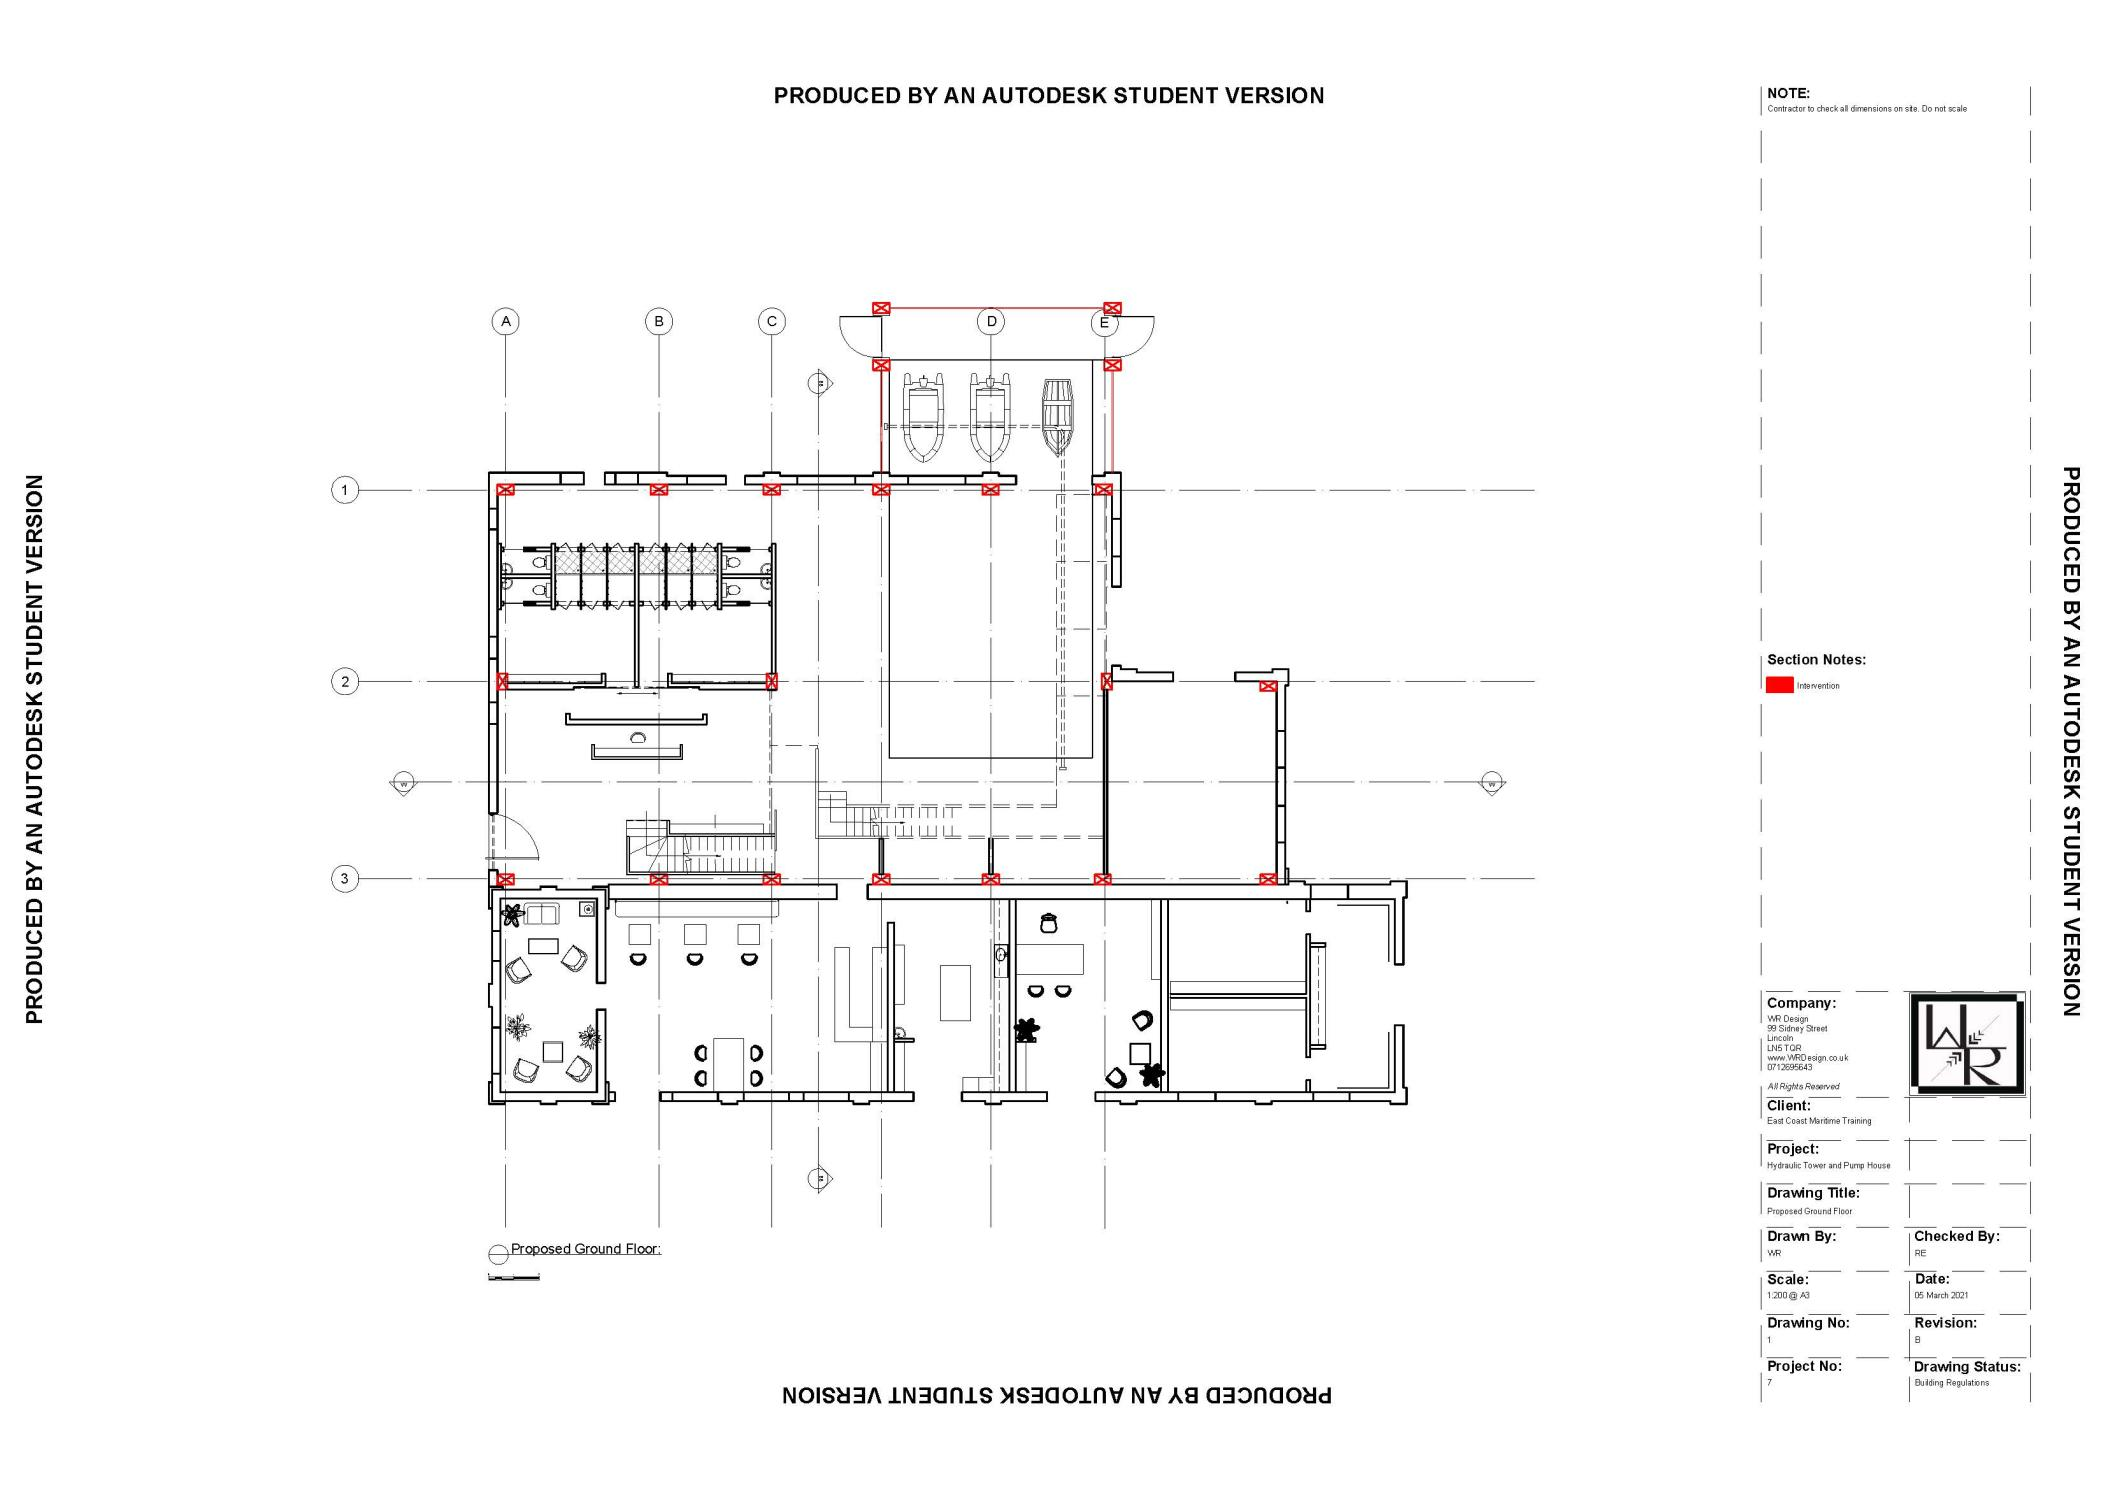 PRODUCED BY AN AUTODESK STUDENT VERSION
NOTE:
Contractor to check all dimensions on site. Do not scale
A
B
C
D
E
1
2
3
PRODUCED BY AN AUTODESK STUDENT VERSION
PRODUCED BY AN AUTODESK STUDENT VERSION
Section Notes:
Intervention
Company:
WR Design
99 Sidney Street
Lincoln
LN5 TQR
www.WRDesign.co.uk
0712695643
All Rights Reserved
WR
Client:
East Coast Maritime Training
Project:
Hydraulic Tower and Pump House
Drawing Title:
Proposed Ground Floor
Drawn By:
WR
Checked By:
RE
Scale:
1:200 @ A3
Date:
05 March 2021
Drawing No:
1
Revision:
B
Project No:
7
Drawing Status:
Building Regulations
Proposed Ground Floor:
PRODUCED BY AN AUTODESK STUDENT VERSION